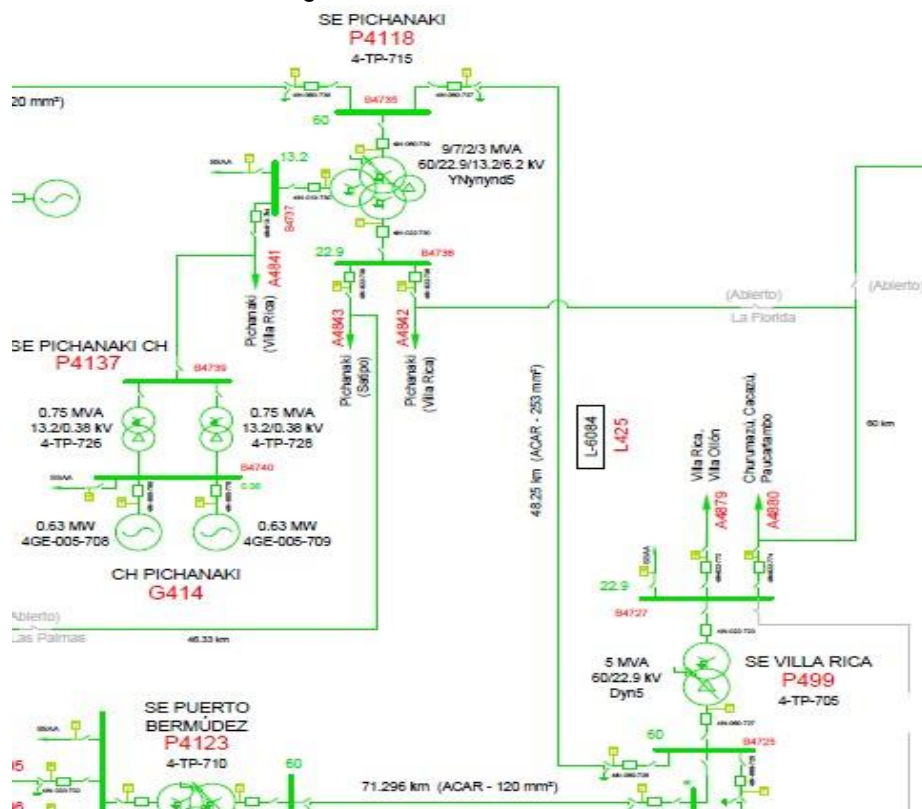 SE PICHANAKI
P4118
4-TP-715
20 mm²)
B4735
60
9/7/2/3 MVA
60/22.9/13.2/6.2 kV
YNynynd5
13.2
SSAA
B4737
22.9
B4736
A4841
Pichanaki
(Villa Rica)
A4843
Pichanaki
(Satipo)
A4842
Pichanaki
(Villa Rica)
(Abierto)
La Florida
(Abierto)
SE PICHANAKI CH
P4137
B4739
0.75 MVA
13.2/0.38 kV
4-TP-726
0.75 MVA
13.2/0.38 kV
4-TP-728
B4740
SSAA
0.63 MW
4GE-005-708
0.63 MW
4GE-005-709
CH PICHANAKI
G414
Abierto)
Las Palmas
46.33 km
48.25 km (ACAR - 253 mm²)
L-6084
L425
60 km
Villa Rica,
Villa Ollón
A4879
Churumazú, Cacazú,
Paucartambo
A4880
SSAA
22.9
B4727
5 MVA
60/22.9 kV
Dyn5
SE VILLA RICA
P499
4-TP-705
60
B4725
SE PUERTO
BERMÚDEZ
P4123
4-TP-710
SSAA
60
71.296 km (ACAR - 120 mm²)